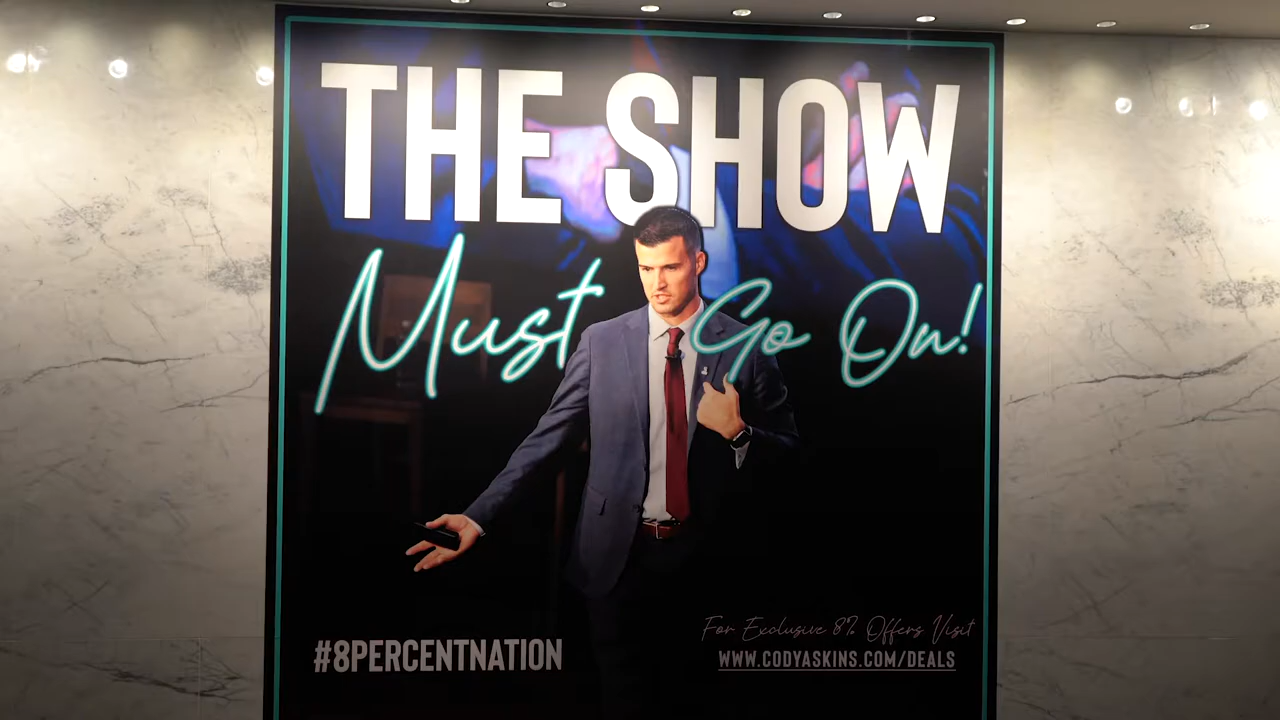 THE SHOW
Must Go On!
#8PERCENTNATION
For Exclusive 8% Offers Visit
WWW.CODYASKINS.COM/DEALS